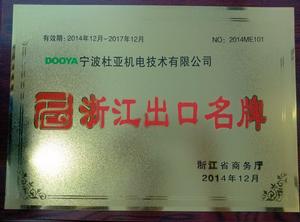 有效期：2014年12月-2017年12月 NO：2014ME101
DOOYA 宁波杜亚机电技术有限公司
浙江出口名牌
浙江省商务厅
2014年12月